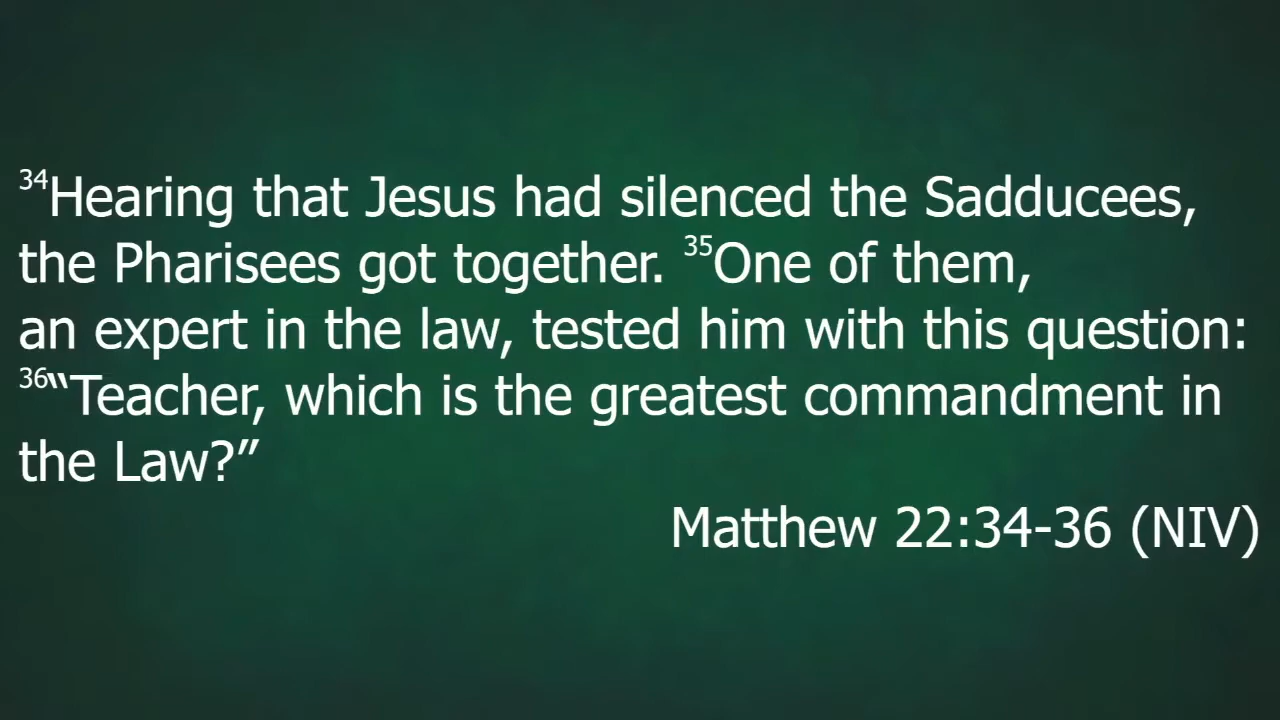 ³⁴Hearing that Jesus had silenced the Sadducees,
the Pharisees got together. ³⁵One of them,
an expert in the law, tested him with this question:
³⁶“Teacher, which is the greatest commandment in
the Law?”
Matthew 22:34-36 (NIV)